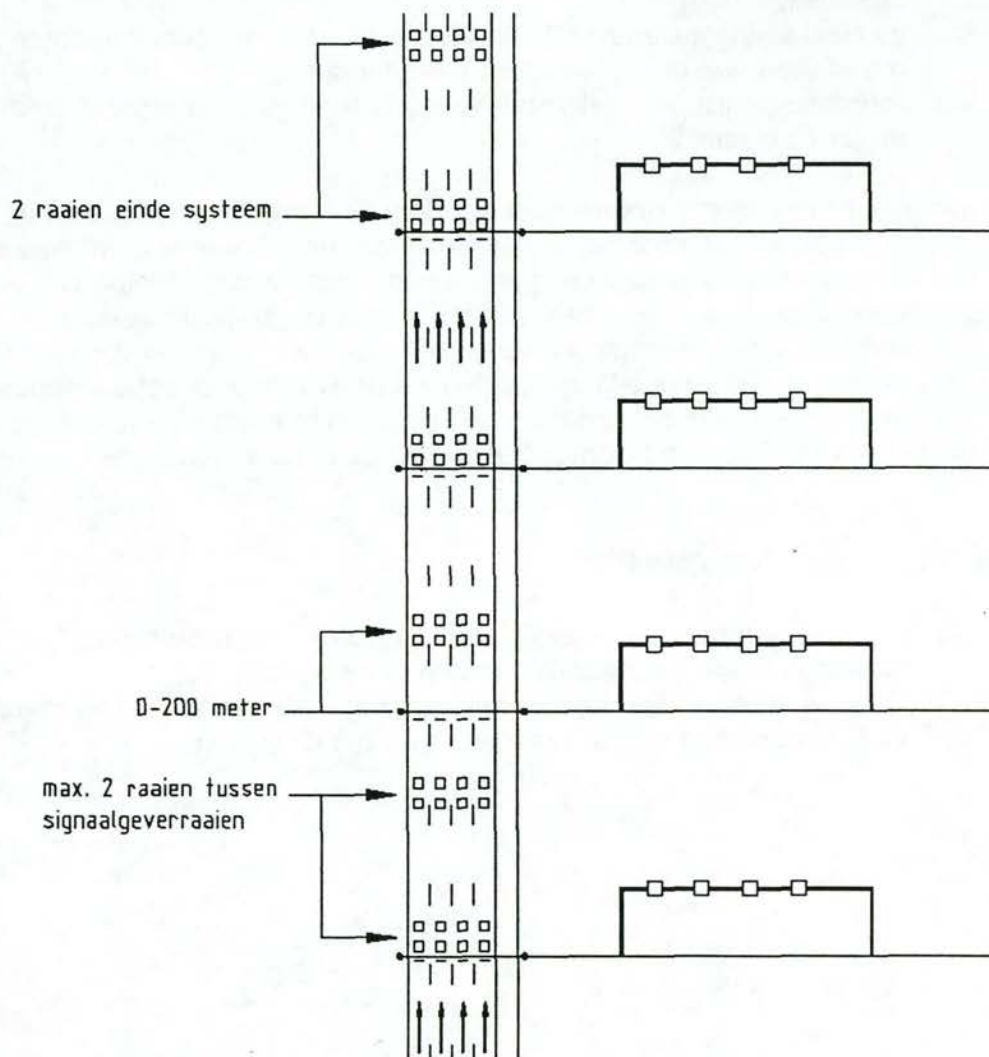 2 raaien einde systeem
0-200 meter
max. 2 raaien tussen
signaalgeverraaien